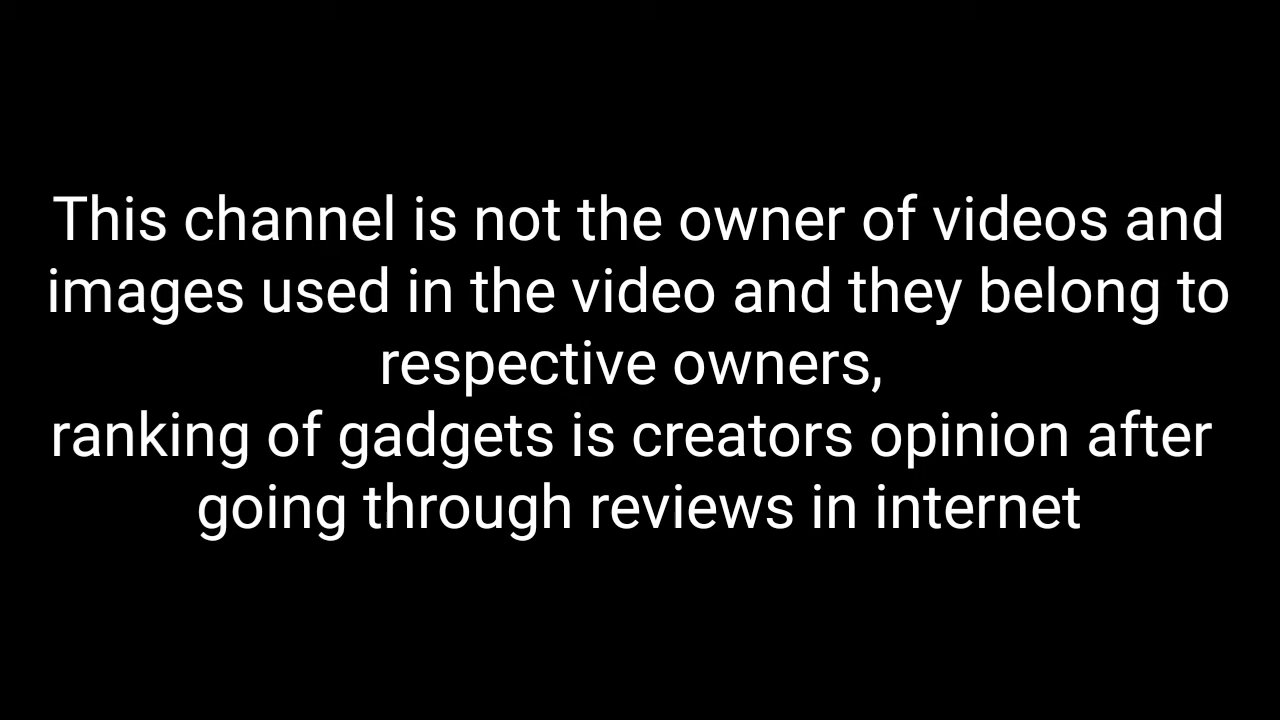 This channel is not the owner of videos and
images used in the video and they belong to
respective owners,
ranking of gadgets is creators opinion after
going through reviews in internet